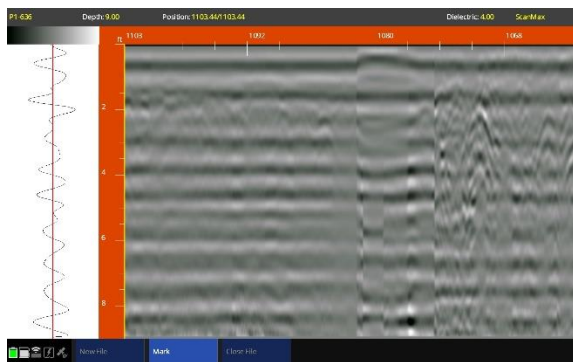 P1-636 Depth: 9.00 Position: 1103.44/1103.44 Dielectric: 4.00 ScanMax
ft 1103 1092 1080 1068
2
4
6
8
New File Mark Close File